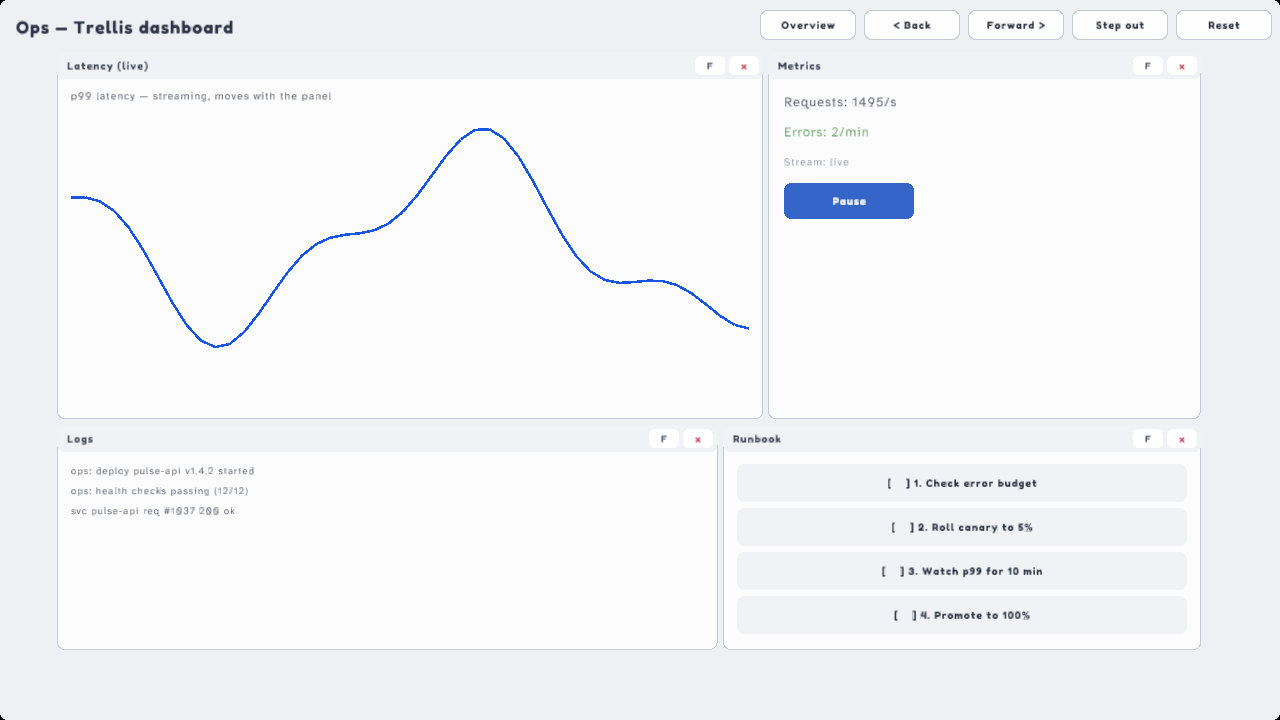 Ops — Trellis dashboard
Overview
< Back
Forward >
Step out
Reset
Latency (live)
F
×
p99 latency — streaming, moves with the panel
Metrics
F
×
Requests: 1495/s
Errors: 2/min
Stream: live
Pause
Logs
F
×
ops: deploy pulse-api v1.4.2 started
ops: health checks passing (12/12)
svc pulse-api req #1037 200 ok
Runbook
F
×
[ ] 1. Check error budget
[ ] 2. Roll canary to 5%
[ ] 3. Watch p99 for 10 min
[ ] 4. Promote to 100%